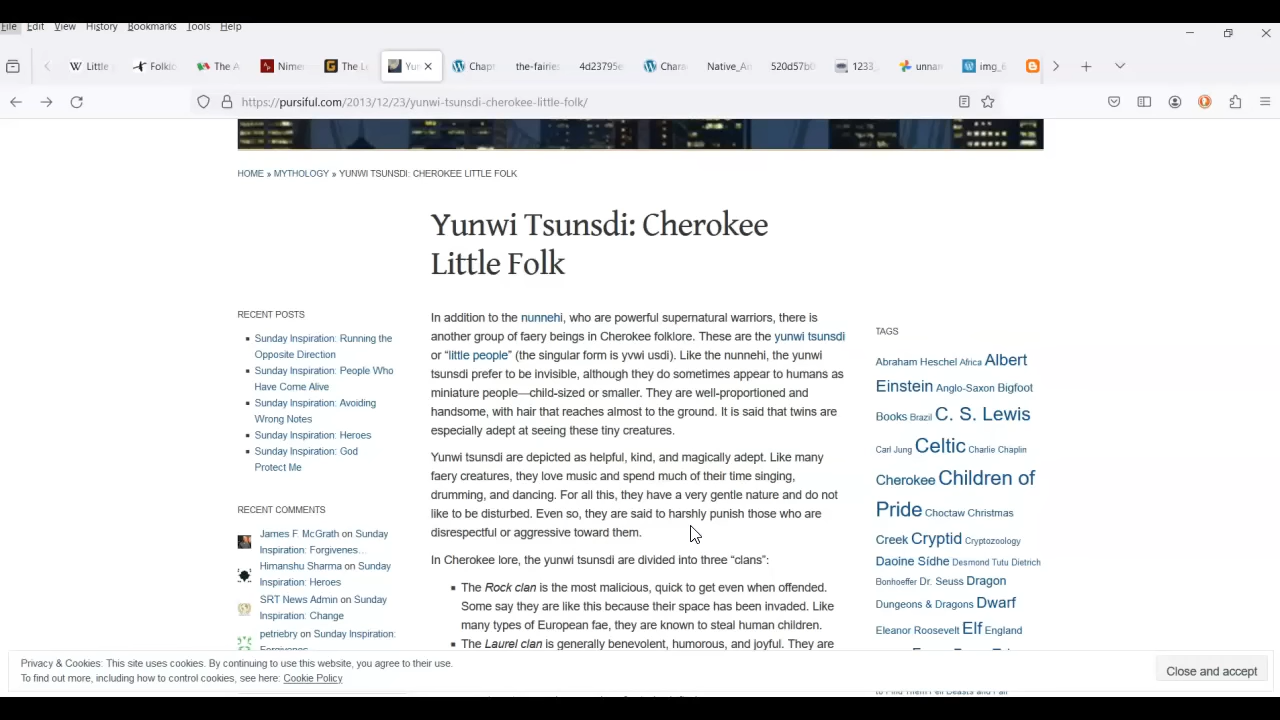 File Edit View History Bookmarks Tools Help
Little Folklo The A Nimer The L Yun Chapt the-fairies 4d23795e Chara Native_An 520d57b0 1233_ unnan img_6
https://pursiful.com/2013/12/23/yunwi-tsunsdi-cherokee-little-folk/
HOME » MYTHOLOGY » YUNWI TSUNSDI: CHEROKEE LITTLE FOLK
Yunwi Tsunsdi: Cherokee
Little Folk
RECENT POSTS
Sunday Inspiration: Running the
Opposite Direction
Sunday Inspiration: People Who
Have Come Alive
Sunday Inspiration: Avoiding
Wrong Notes
Sunday Inspiration: Heroes
Sunday Inspiration: God
Protect Me
RECENT COMMENTS
James F. McGrath on Sunday
Inspiration: Forgivenes...
Himanshu Sharma on Sunday
Inspiration: Heroes
SRT News Admin on Sunday
Inspiration: Change
petriebry on Sunday Inspiration:
Forgivenes...
In addition to the nunnehi, who are powerful supernatural warriors, there is
another group of faery beings in Cherokee folklore. These are the yunwi tsunsdi
or “little people” (the singular form is yvwi usdi). Like the nunnehi, the yunwi
tsunsdi prefer to be invisible, although they do sometimes appear to humans as
miniature people—child-sized or smaller. They are well-proportioned and
handsome, with hair that reaches almost to the ground. It is said that twins are
especially adept at seeing these tiny creatures.
Yunwi tsunsdi are depicted as helpful, kind, and magically adept. Like many
faery creatures, they love music and spend much of their time singing,
drumming, and dancing. For all this, they have a very gentle nature and do not
like to be disturbed. Even so, they are said to harshly punish those who are
disrespectful or aggressive toward them.
In Cherokee lore, the yunwi tsunsdi are divided into three “clans”:
The Rock clan is the most malicious, quick to get even when offended.
Some say they are like this because their space has been invaded. Like
many types of European fae, they are known to steal human children.
The Laurel clan is generally benevolent, humorous, and joyful. They are
TAGS
Abraham Heschel Africa Albert
Einstein Anglo-Saxon Bigfoot
Books Brazil C. S. Lewis
Carl Jung Celtic Charlie Chaplin
Cherokee Children of
Pride Choctaw Christmas
Creek Cryptid Cryptozoology
Daoine Sídhe Desmond Tutu Dietrich
Bonhoeffer Dr. Seuss Dragon
Dungeons & Dragons Dwarf
Eleanor Roosevelt Elf England
Privacy & Cookies: This site uses cookies. By continuing to use this website, you agree to their use.
To find out more, including how to control cookies, see here: Cookie Policy
Close and accept